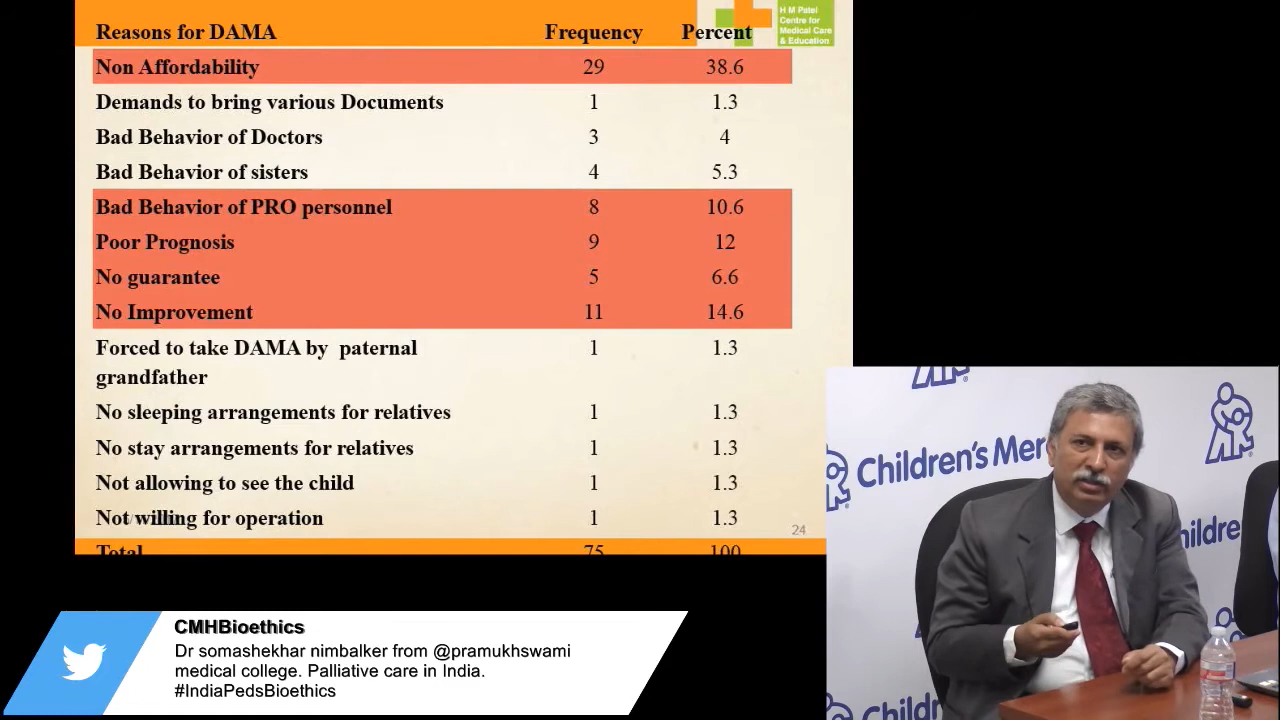 Reasons for DAMA Frequency Percent
H M Patel
Centre for
Medical Care
& Education
Non Affordability 29 38.6
Demands to bring various Documents 1 1.3
Bad Behavior of Doctors 3 4
Bad Behavior of sisters 4 5.3
Bad Behavior of PRO personnel 8 10.6
Poor Prognosis 9 12
No guarantee 5 6.6
No Improvement 11 14.6
Forced to take DAMA by paternal 1 1.3
grandfather
No sleeping arrangements for relatives 1 1.3
No stay arrangements for relatives 1 1.3
Not allowing to see the child 1 1.3
Not willing for operation 1 1.3
24
Total 75 100
Children's Mer
CMHBioethics
Dr somashekhar nimbalker from @pramukhswami
medical college. Palliative care in India.
#IndiaPedsBioethics